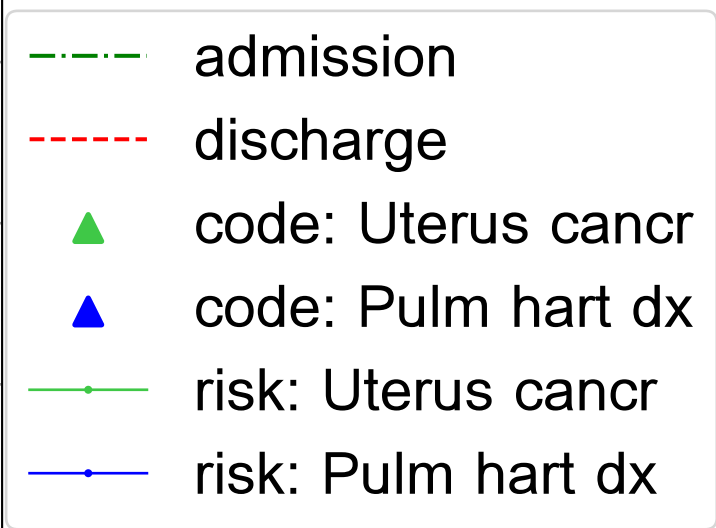 admission
discharge
code: Uterus cancr
code: Pulm hart dx
risk: Uterus cancr
risk: Pulm hart dx